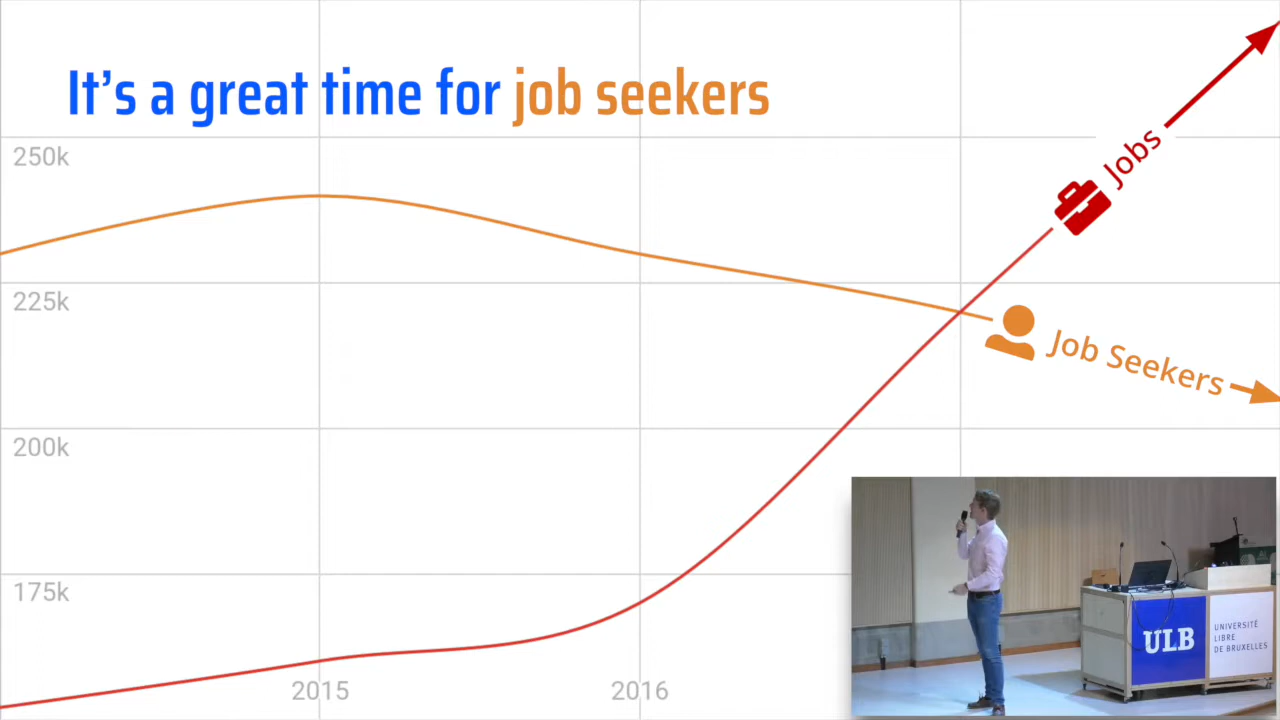 It's a great time for job seekers
250k
225k
200k
175k
2015
2016
Jobs
Job Seekers
ULB
UNIVERSITÉ
LIBRE
DE BRUXELLES